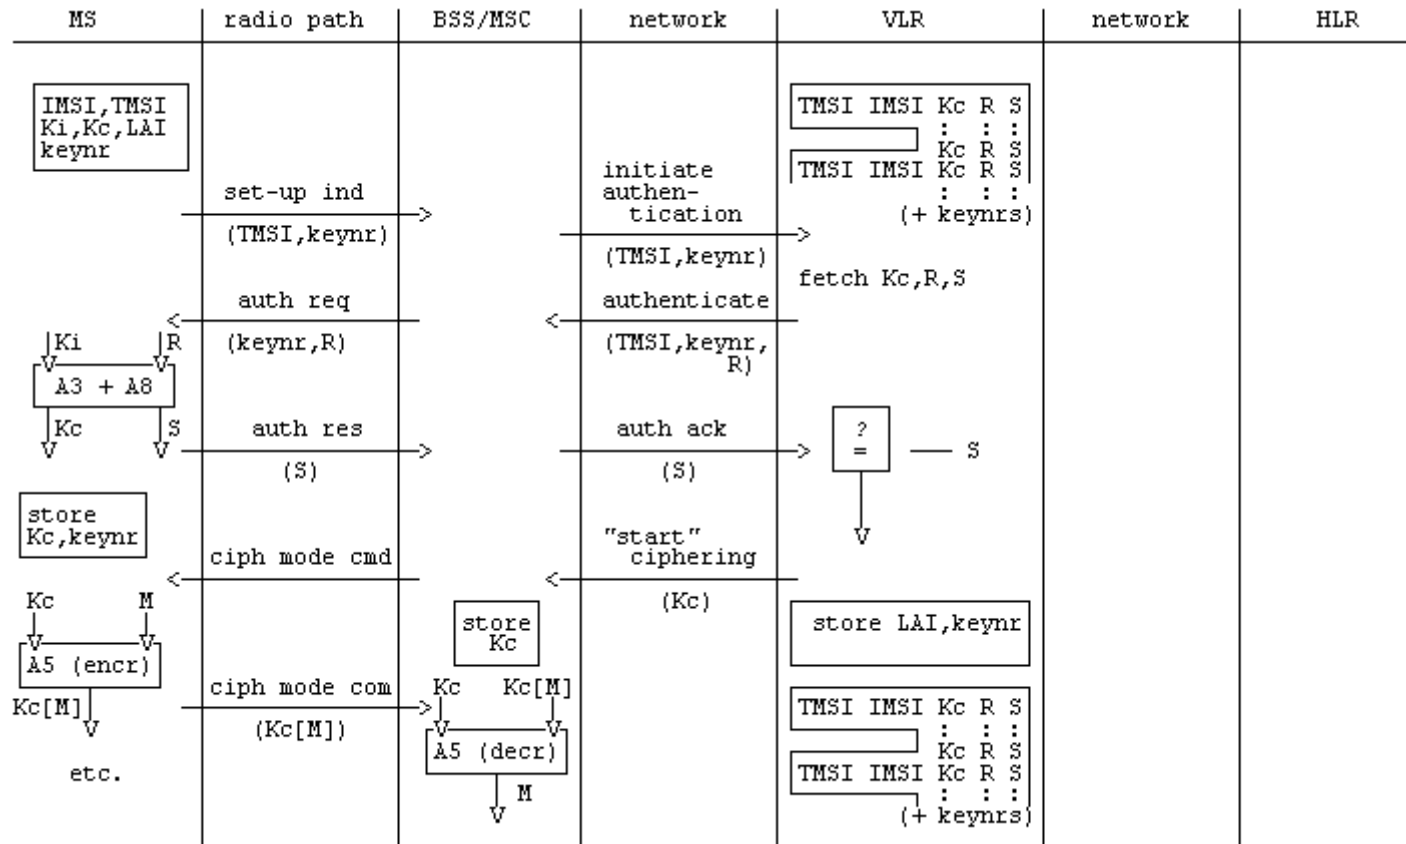 MS radio path BSS/MSC network VLR network HLR
IMSI,TMSI
Ki,Kc,LAI
keynr
TMSI IMSI Kc R S
: : :
Kc R S
TMSI IMSI Kc R S
: : :
(+ keynrs)
set-up ind
(TMSI,keynr)
initiate
authen-
tication
(TMSI,keynr)
fetch Kc,R,S
auth req
(keynr,R)
authenticate
(TMSI,keynr,
R)
Ki R
A3 + A8
Kc S
auth res
(S)
auth ack
(S)
?
=
S
store
Kc,keynr
ciph mode cmd
"start"
ciphering
(Kc)
Kc M
A5 (encr)
Kc[M]
store
Kc
store LAI,keynr
ciph mode com
(Kc[M])
Kc Kc[M]
A5 (decr)
M
TMSI IMSI Kc R S
: : :
Kc R S
TMSI IMSI Kc R S
: : :
(+ keynrs)
etc.